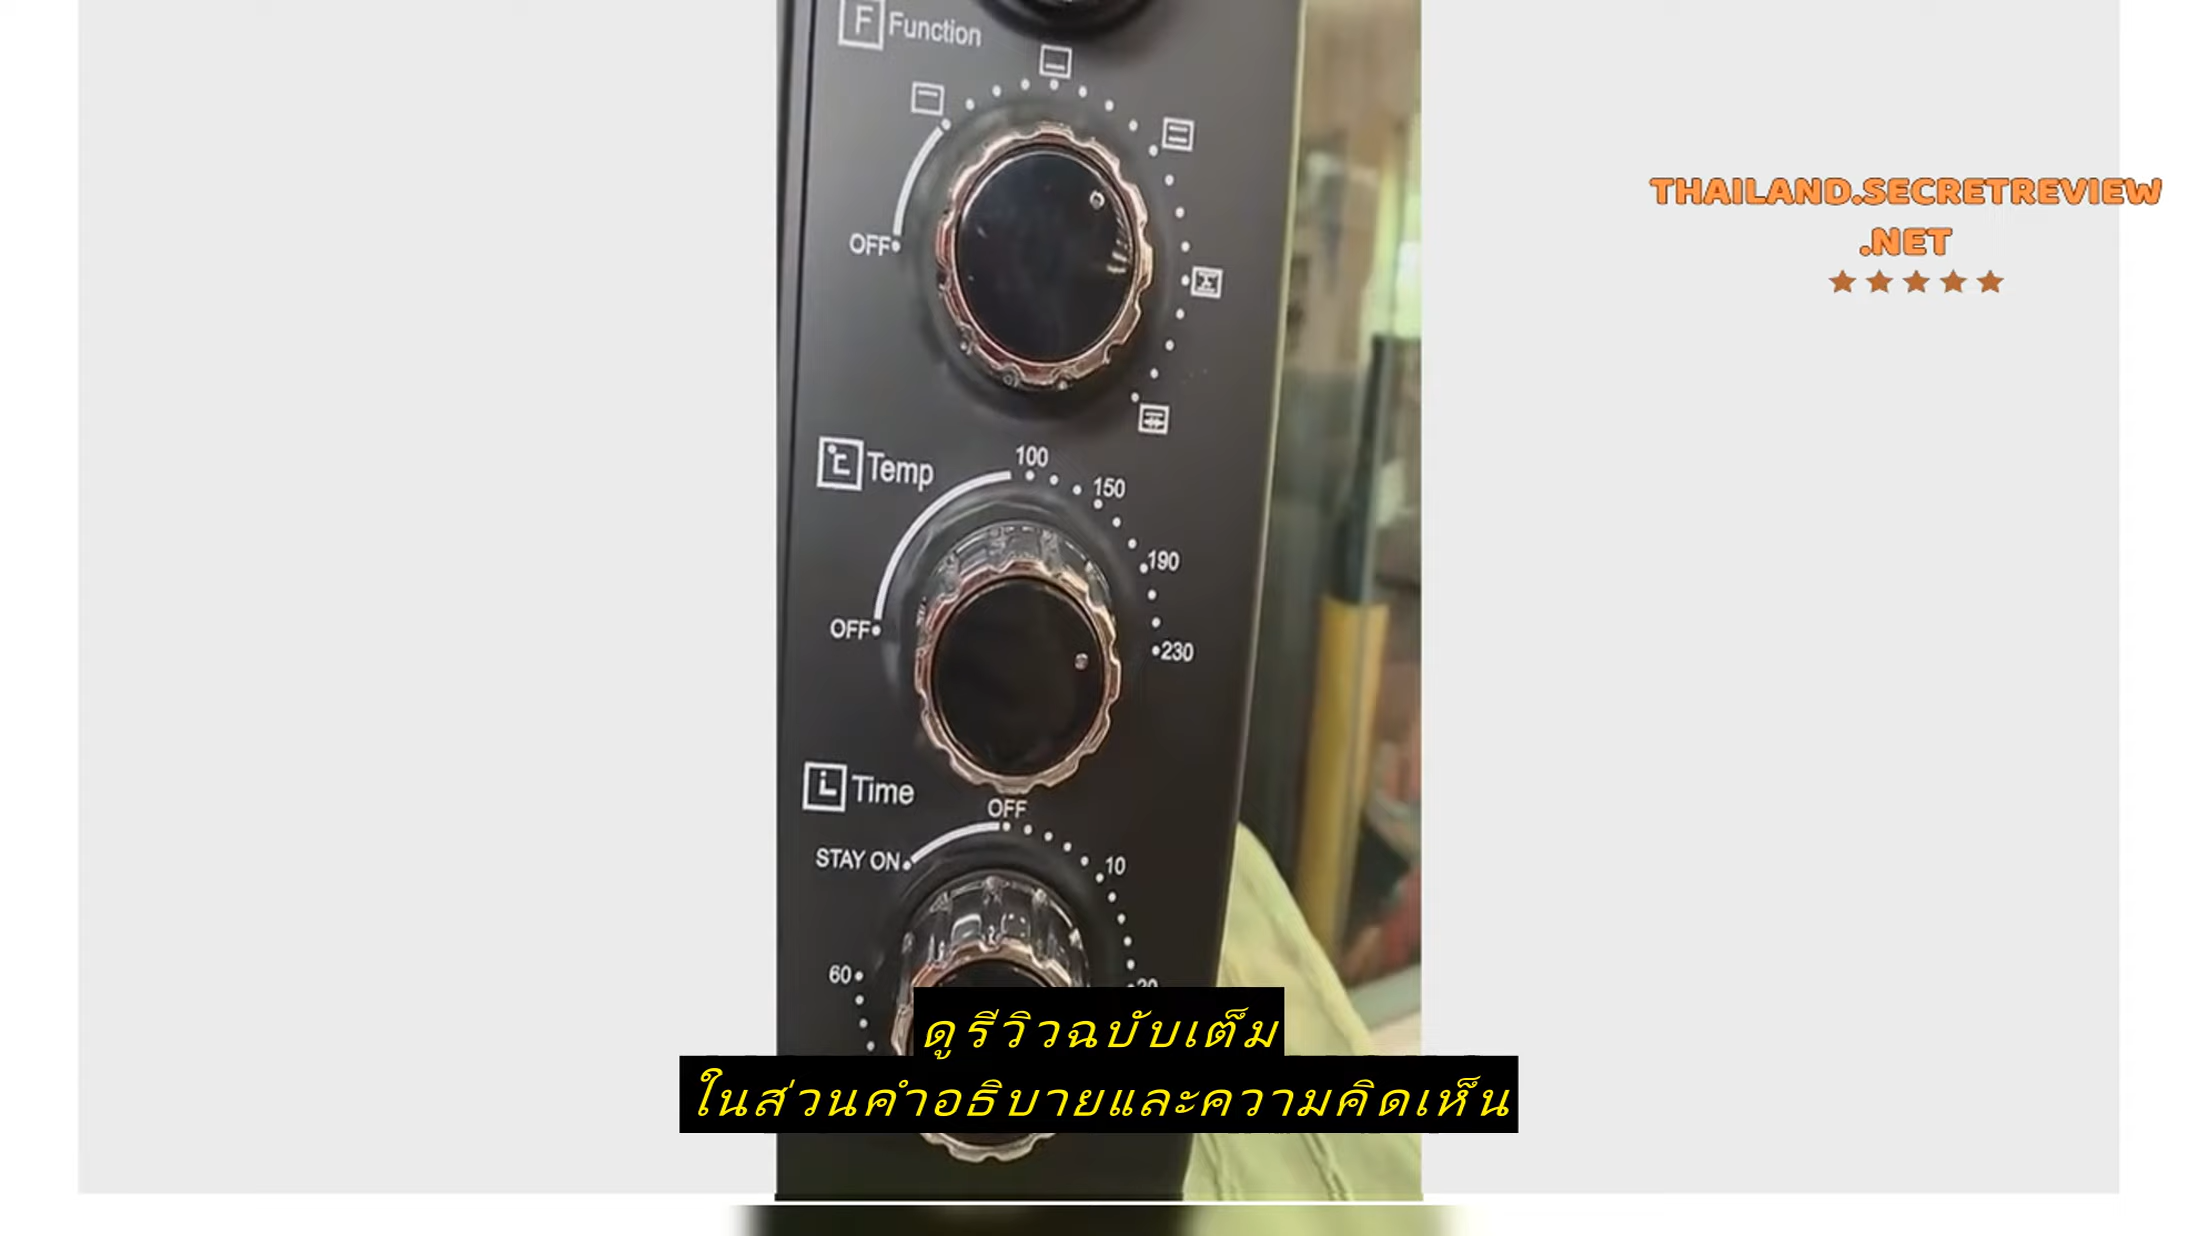 F Function
OFF
℃ Temp
100
150
190
230
OFF
Time
OFF
STAY ON
10
60
THAILAND.SECRETREVIEW
.NET
ดูรีวิวฉบับเต็ม
ในส่วนคำอธิบายและความคิดเห็น